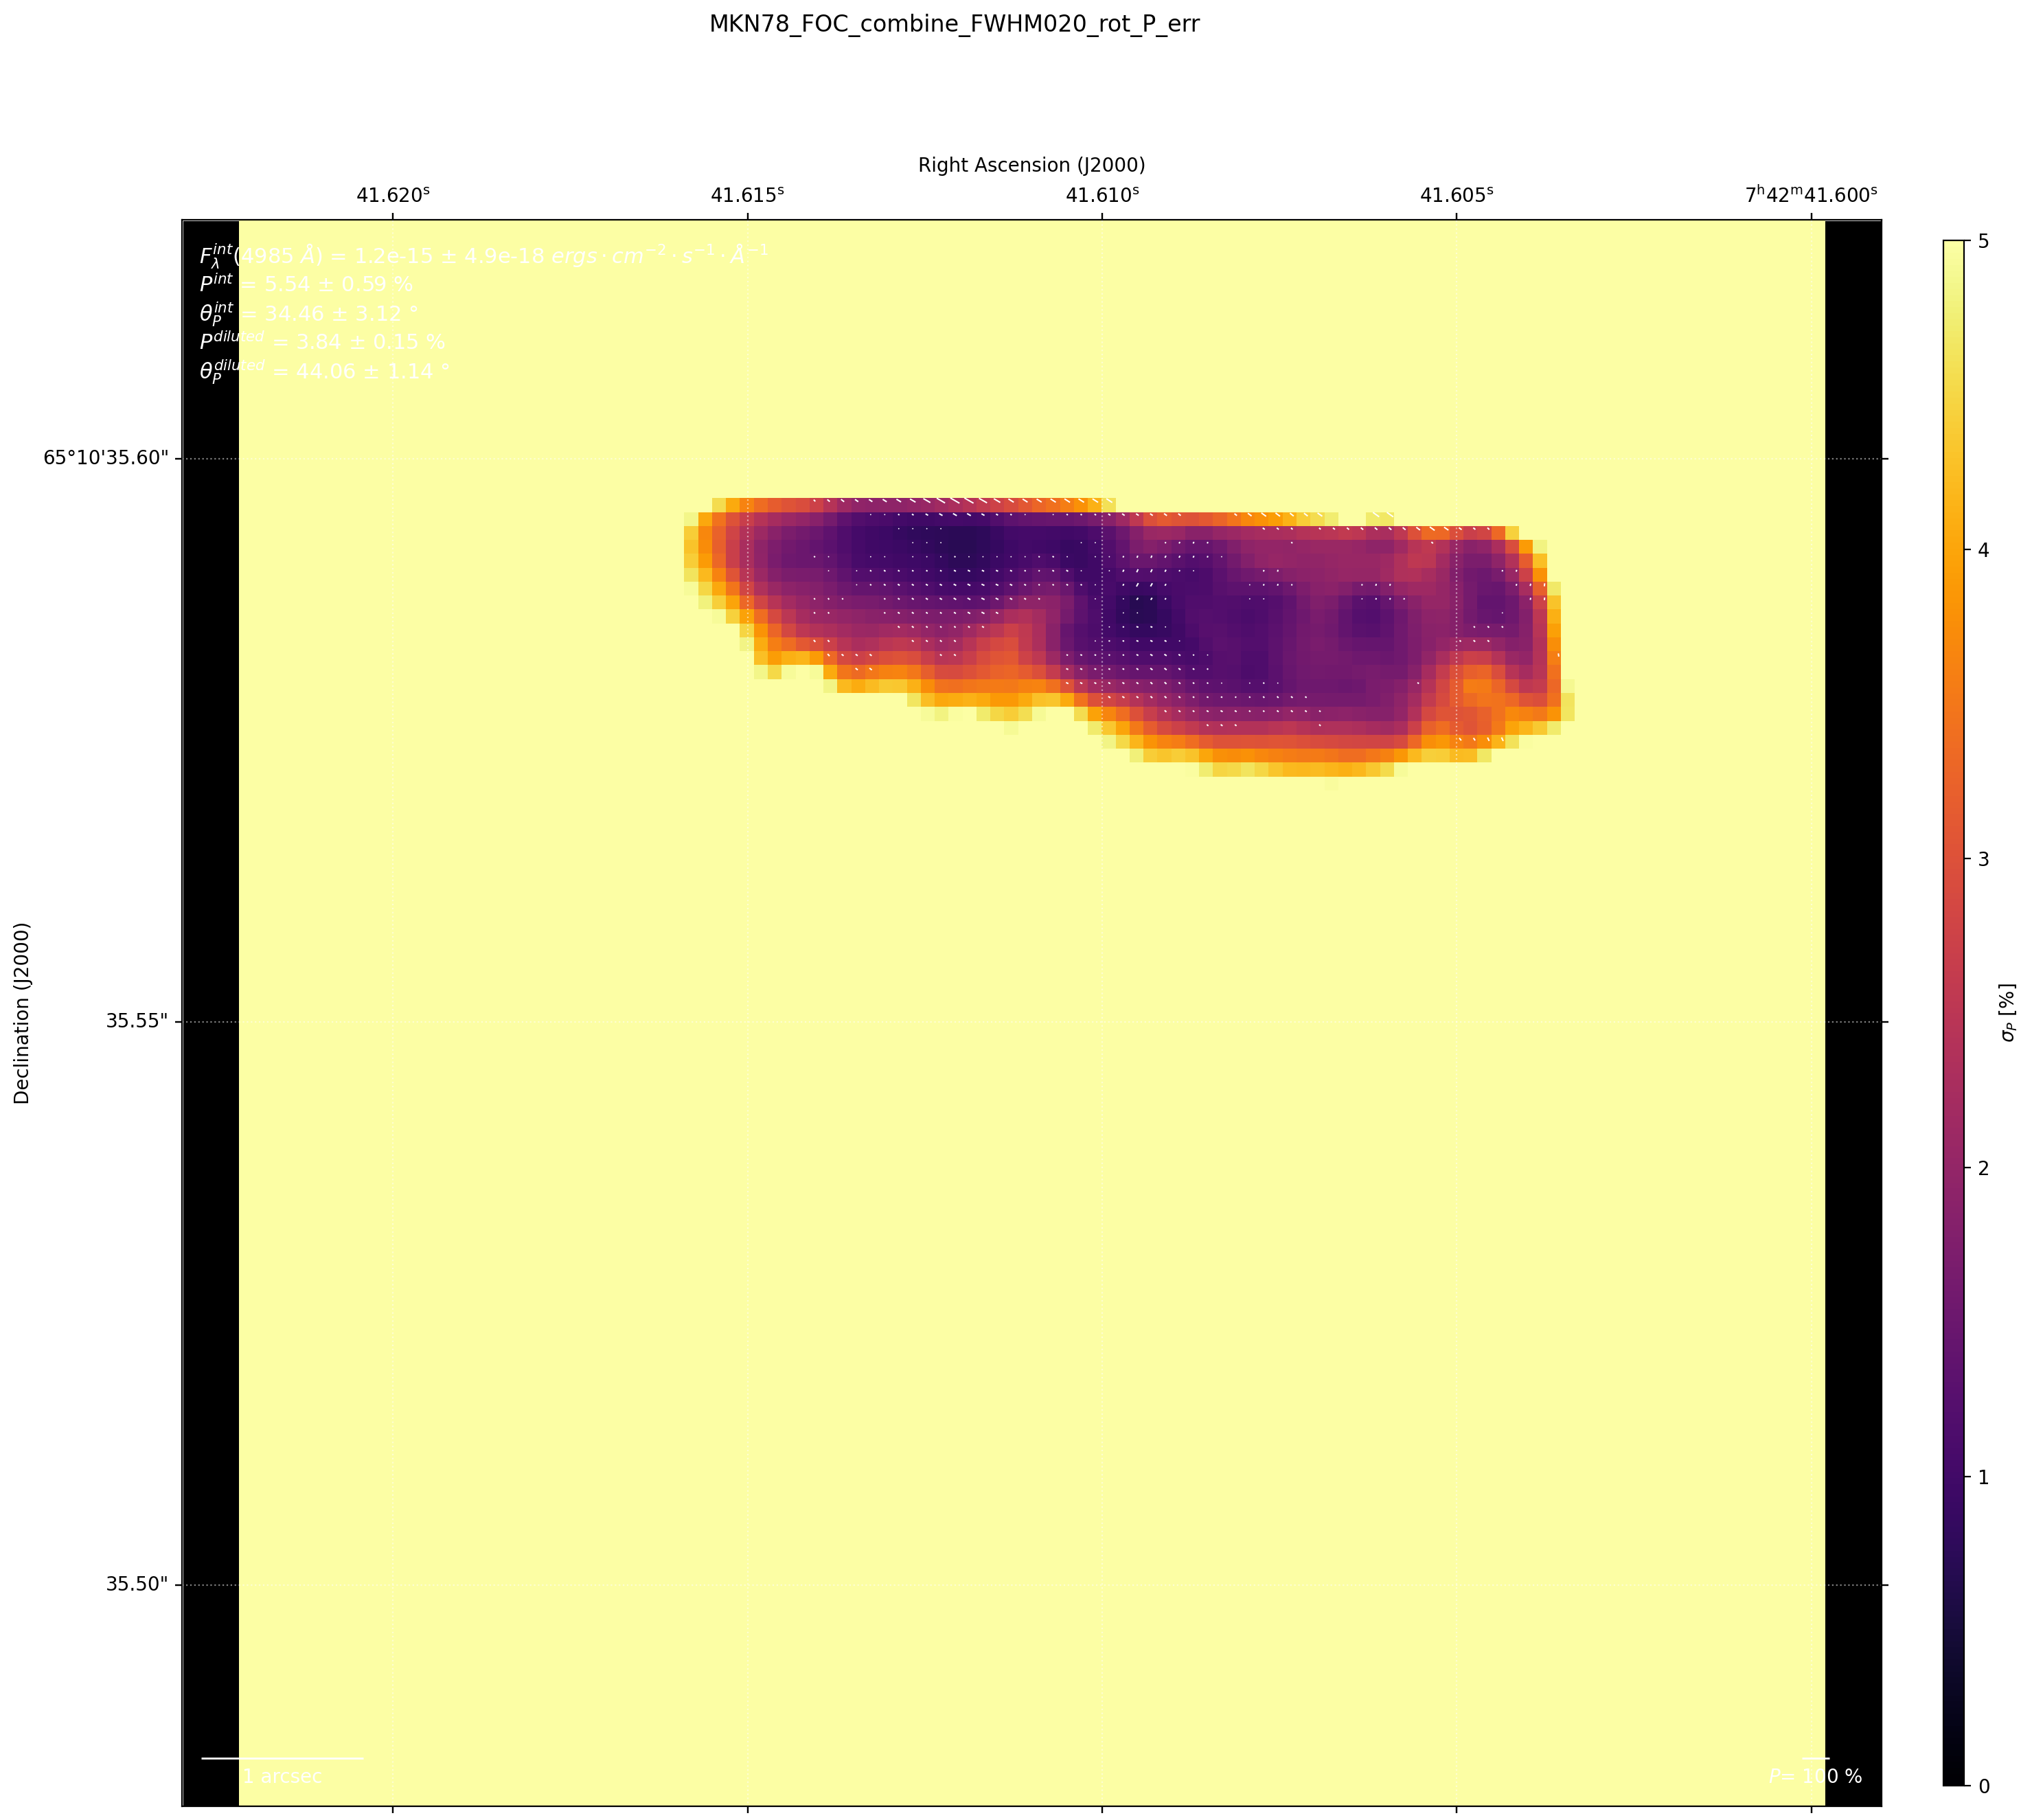 MKN78_FOC_combine_FWHM020_rot_P_err
Right Ascension (J2000)
41.620ˢ 41.615ˢ 41.610ˢ 41.605ˢ 7ʰ42ᵐ41.600ˢ
F_λ^int (4985 Å) = 1.2e-15 ± 4.9e-18 ergs · cm⁻² · s⁻¹ · Å⁻¹
P^int = 5.54 ± 0.59 %
θ_P^int = 34.46 ± 3.12 °
P^diluted = 3.84 ± 0.15 %
θ_P^diluted = 44.06 ± 1.14 °
65°10'35.60"
35.55"
35.50"
Declination (J2000)
1 arcsec
P= 100 %
5
4
3
2
1
0
σ_P [%]